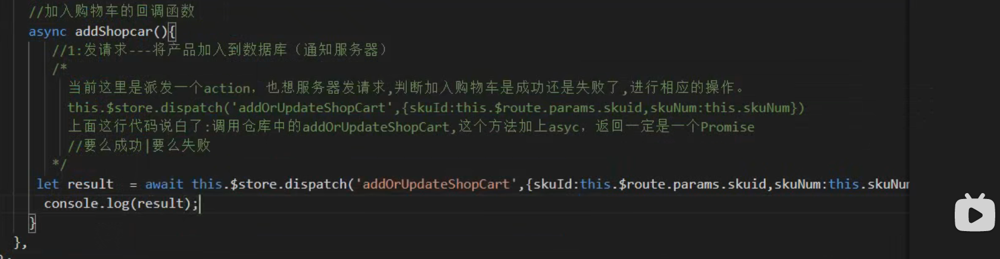 //加入购物车的回调函数
async addShopcar(){
//1:发请求---将产品加入到数据库（通知服务器）
/*
当前这里是派发一个action，也想服务器发请求,判断加入购物车是成功还是失败了,进行相应的操作。
this.$store.dispatch('addOrUpdateShopCart',{skuId:this.$route.params.skuid,skuNum:this.skuNum})
上面这行代码说白了:调用仓库中的addOrUpdateShopCart,这个方法加上asyc，返回一定是一个Promise
//要么成功|要么失败
*/
let result  = await this.$store.dispatch('addOrUpdateShopCart',{skuId:this.$route.params.skuid,skuNum:this.skuNum
console.log(result);
}
},